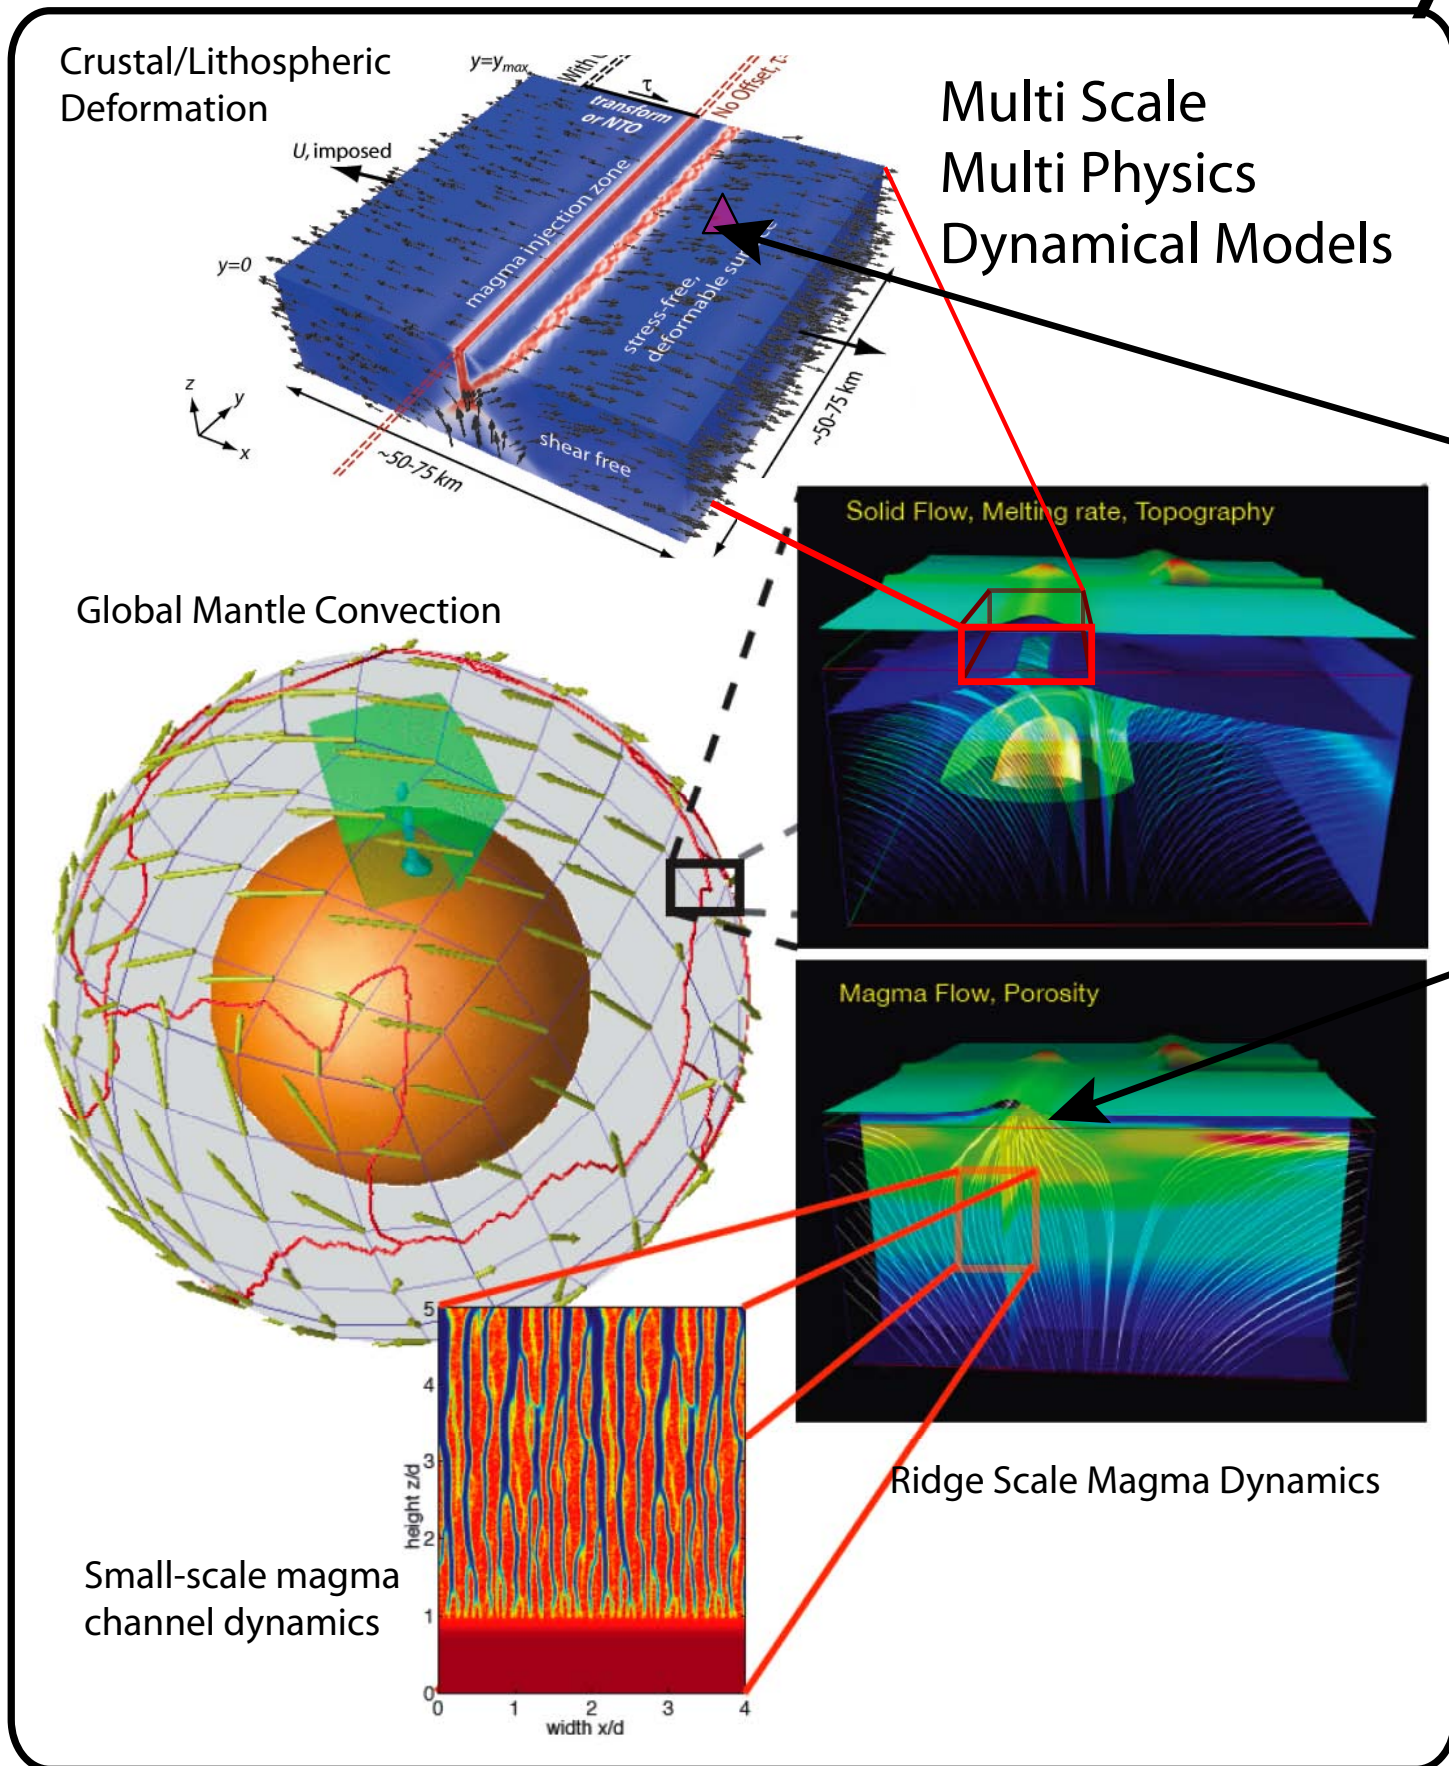 Crustal/Lithospheric
Deformation
Multi Scale
Multi Physics
Dynamical Models
y=ymax
With
τ
No Offset, τ
transform
or NTO
U, imposed
magma injection zone
y=0
stress-free,
deformable
z
y
x
shear free
~50-75 km
~50-75 km
Solid Flow, Melting rate, Topography
Global Mantle Convection
Magma Flow, Porosity
Ridge Scale Magma Dynamics
5
4
3
2
1
0
height z/d
0 1 2 3 4
width x/d
Small-scale magma
channel dynamics